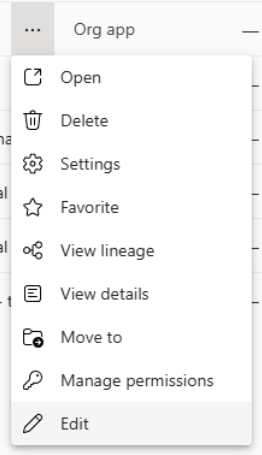 ... Org app —
Open
Delete
Settings
Favorite
View lineage
View details
Move to
Manage permissions
Edit